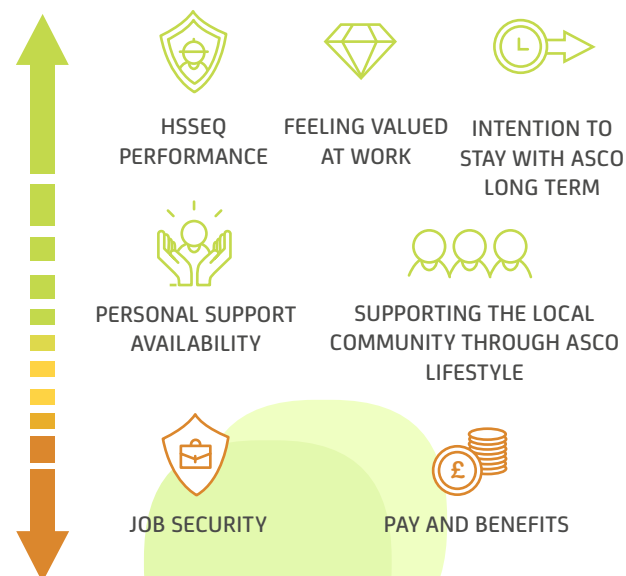 HSSEQ
PERFORMANCE
FEELING VALUED
AT WORK
INTENTION TO
STAY WITH ASCO
LONG TERM
PERSONAL SUPPORT
AVAILABILITY
SUPPORTING THE LOCAL
COMMUNITY THROUGH ASCO
LIFESTYLE
£
JOB SECURITY
PAY AND BENEFITS